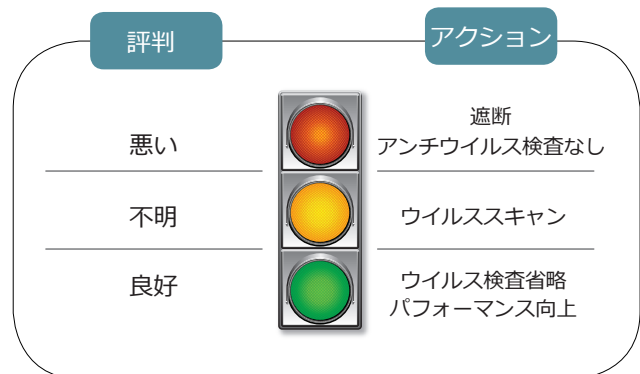 評判
アクション
悪い
遮断
アンチウイルス検査なし
不明
ウイルススキャン
良好
ウイルス検査省略
パフォーマンス向上